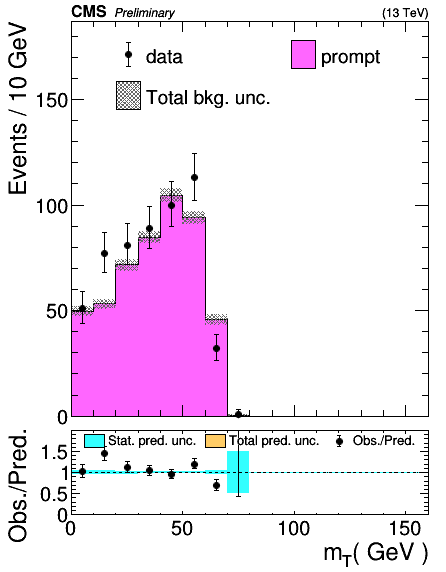 CMS Preliminary (13 TeV)
data prompt
Total bkg. unc.
Events / 10 GeV
150
100
50
0
Stat. pred. unc. Total pred. unc. Obs./Pred.
Obs./Pred.
1.5
1
0.5
0
0 50 100 150
m_T( GeV )